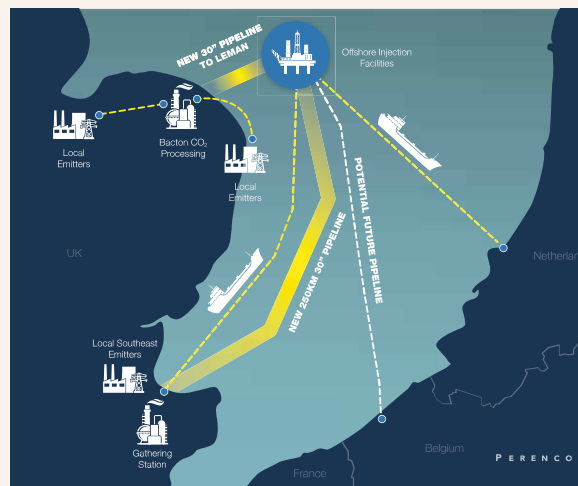 NEW 30" PIPELINE
TO LEMAN
Offshore Injection
Facilities
Local
Emitters
Bacton CO₂
Processing
Local
Emitters
UK
POTENTIAL FUTURE PIPELINE
NEW 250KM 30" PIPELINE
Netherlan
Local Southeast
Emitters
Gathering
Station
Belgium
France
PERENCO